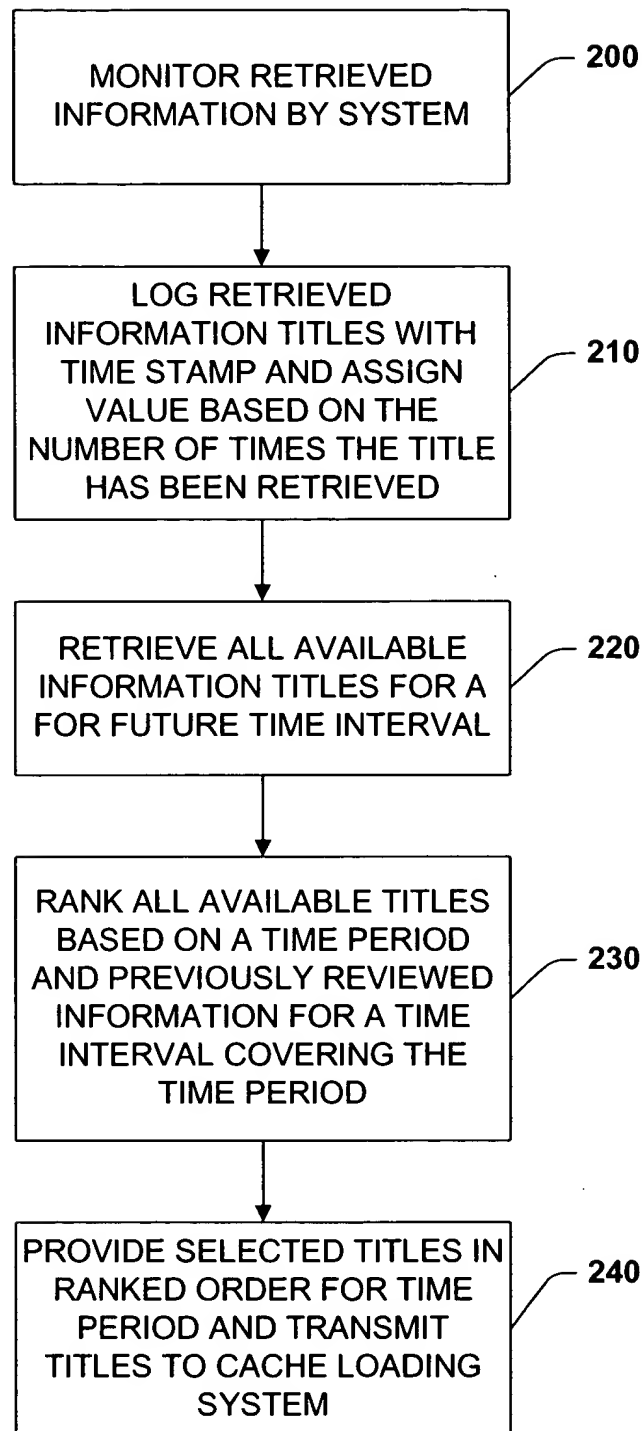 MONITOR RETRIEVED
INFORMATION BY SYSTEM
200
LOG RETRIEVED
INFORMATION TITLES WITH
TIME STAMP AND ASSIGN
VALUE BASED ON THE
NUMBER OF TIMES THE TITLE
HAS BEEN RETRIEVED
210
RETRIEVE ALL AVAILABLE
INFORMATION TITLES FOR A
FOR FUTURE TIME INTERVAL
220
RANK ALL AVAILABLE TITLES
BASED ON A TIME PERIOD
AND PREVIOUSLY REVIEWED
INFORMATION FOR A TIME
INTERVAL COVERING THE
TIME PERIOD
230
PROVIDE SELECTED TITLES IN
RANKED ORDER FOR TIME
PERIOD AND TRANSMIT
TITLES TO CACHE LOADING
SYSTEM
240